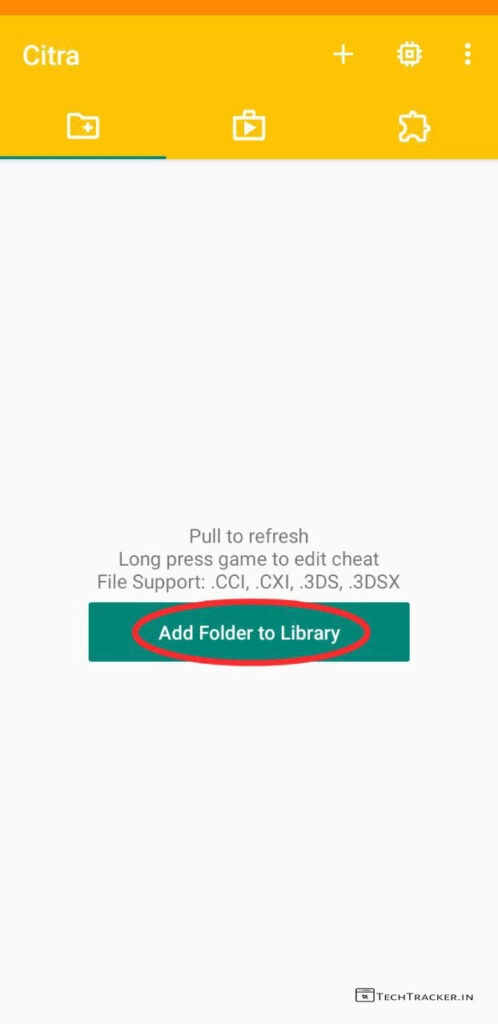 Citra
Pull to refresh
Long press game to edit cheat
File Support: .CCI, .CXI, .3DS, .3DSX
Add Folder to Library
TechTracker.in